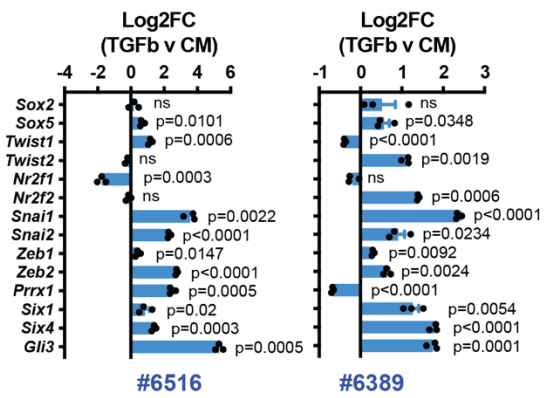 Log2FC Log2FC
(TGFb v CM) (TGFb v CM)
-4 -2 0 2 4 6 -1 0 1 2 3
Sox2 ns ns
Sox5 p=0.0101 p=0.0348
Twist1 p=0.0006 p<0.0001
Twist2 ns p=0.0019
Nr2f1 p=0.0003 ns
Nr2f2 ns p=0.0006
Snai1 p=0.0022 p<0.0001
Snai2 p<0.0001 p=0.0234
Zeb1 p=0.0147 p=0.0092
Zeb2 p<0.0001 p=0.0024
Prrx1 p=0.0005 p<0.0001
Six1 p=0.02 p=0.0054
Six4 p=0.0003 p<0.0001
Gli3 p=0.0005 p=0.0001
#6516 #6389